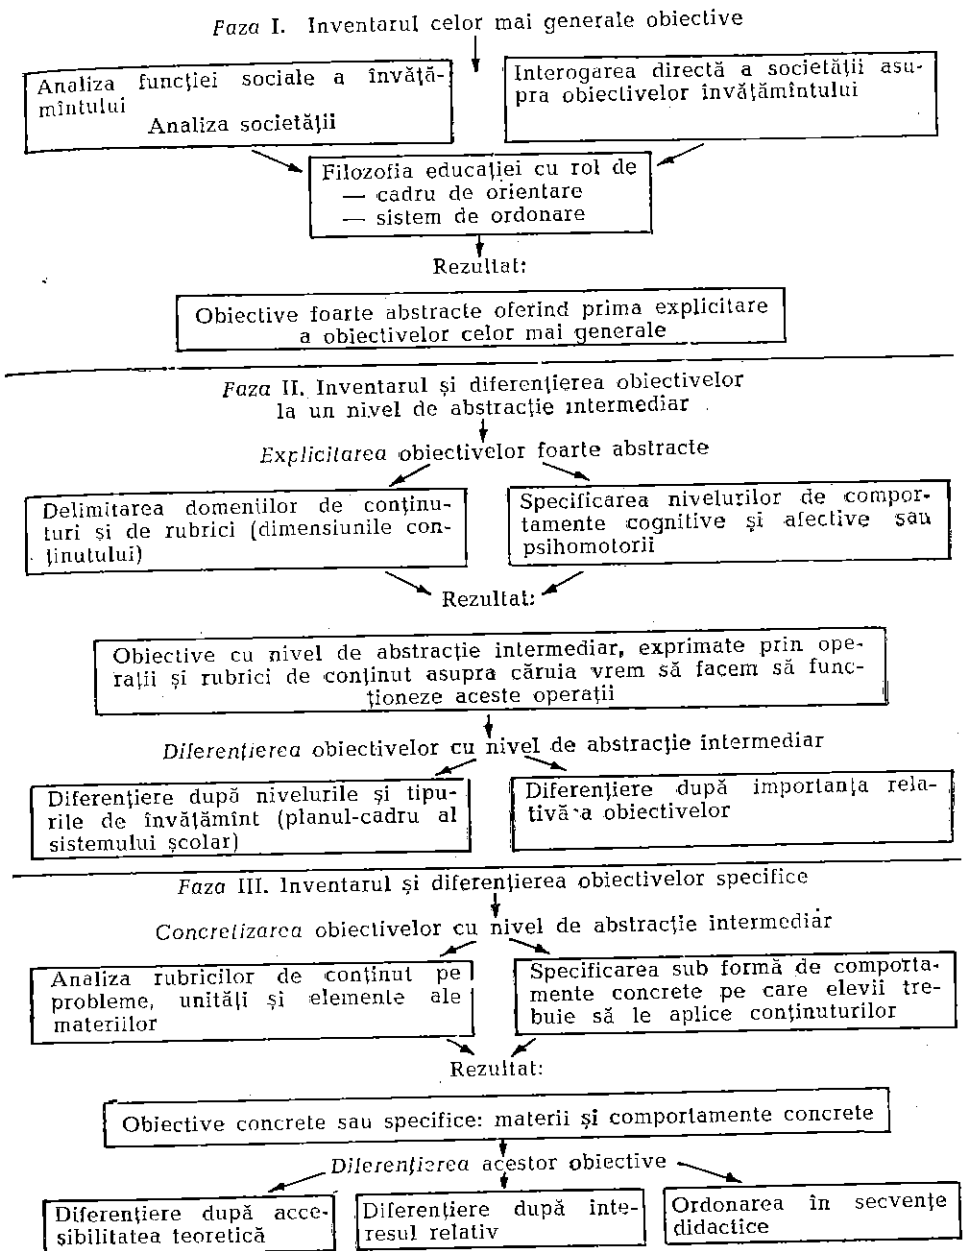 Faza I. Inventarul celor mai generale obiective
Analiza funcției sociale a învăță-
mîntului
Analiza societății
Interogarea directă a societății asu-
pra obiectivelor învățămîntului
Filozofia educației cu rol de
— cadru de orientare
— sistem de ordonare
Rezultat:
Obiective foarte abstracte oferind prima explicitare
a obiectivelor celor mai generale
Faza II. Inventarul și diferențierea obiectivelor
la un nivel de abstracție intermediar
Explicitarea obiectivelor foarte abstracte
Delimitarea domeniilor de conținu-
turi și de rubrici (dimensiunile con-
ținutului)
Specificarea nivelurilor de compor-
tamente cognitive și afective sau
psihomotorii
Rezultat:
Obiective cu nivel de abstracție intermediar, exprimate prin ope-
rații și rubrici de conținut asupra căruia vrem să facem să func-
ționeze aceste operații
Diferențierea obiectivelor cu nivel de abstracție intermediar
Diferențiere după nivelurile și tipu-
rile de învățămînt (planul-cadru al
sistemului școlar)
Diferențiere după importanța rela-
tivă a obiectivelor
Faza III. Inventarul și diferențierea obiectivelor specifice
Concretizarea obiectivelor cu nivel de abstracție intermediar
Analiza rubricilor de conținut pe
probleme, unități și elemente ale
materiilor
Specificarea sub formă de comporta-
mente concrete pe care elevii tre-
buie să le aplice conținuturilor
Rezultat:
Obiective concrete sau specifice: materii și comportamente concrete
Diferențierea acestor obiective
Diferențiere după acce-
sibilitatea teoretică
Diferențiere după inte-
resul relativ
Ordonarea în secvențe
didactice